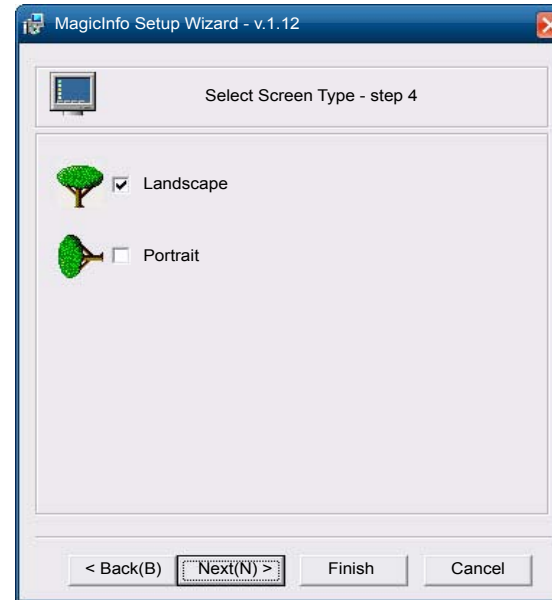 MagicInfo Setup Wizard - v.1.12
Select Screen Type - step 4
Landscape
Portrait
< Back(B) Next(N) > Finish Cancel